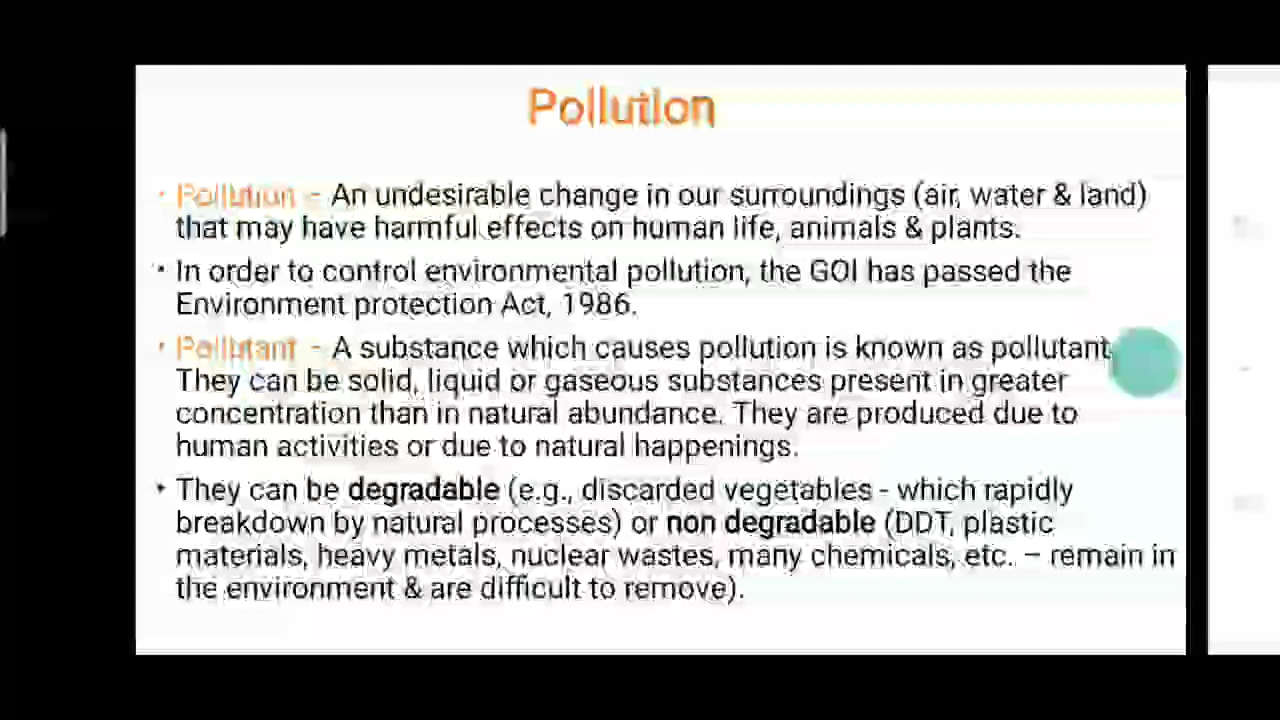 Pollution
• Pollution – An undesirable change in our surroundings (air, water & land)
that may have harmful effects on human life, animals & plants.
• In order to control environmental pollution, the GOI has passed the
Environment protection Act, 1986.
• Pollutant – A substance which causes pollution is known as pollutant.
They can be solid, liquid or gaseous substances present in greater
concentration than in natural abundance. They are produced due to
human activities or due to natural happenings.
• They can be degradable (e.g., discarded vegetables - which rapidly
breakdown by natural processes) or non degradable (DDT, plastic
materials, heavy metals, nuclear wastes, many chemicals, etc. – remain in
the environment & are difficult to remove).